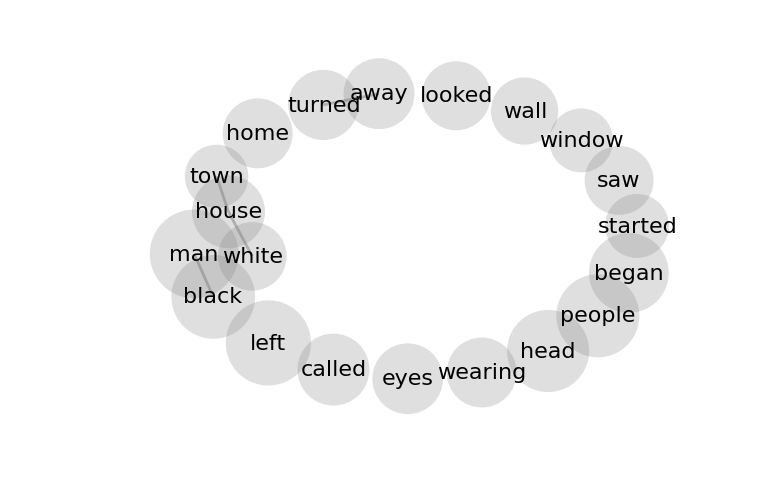 away
looked
turned
wall
home
window
town
saw
house
started
man
white
began
black
people
left
head
called
wearing
eyes